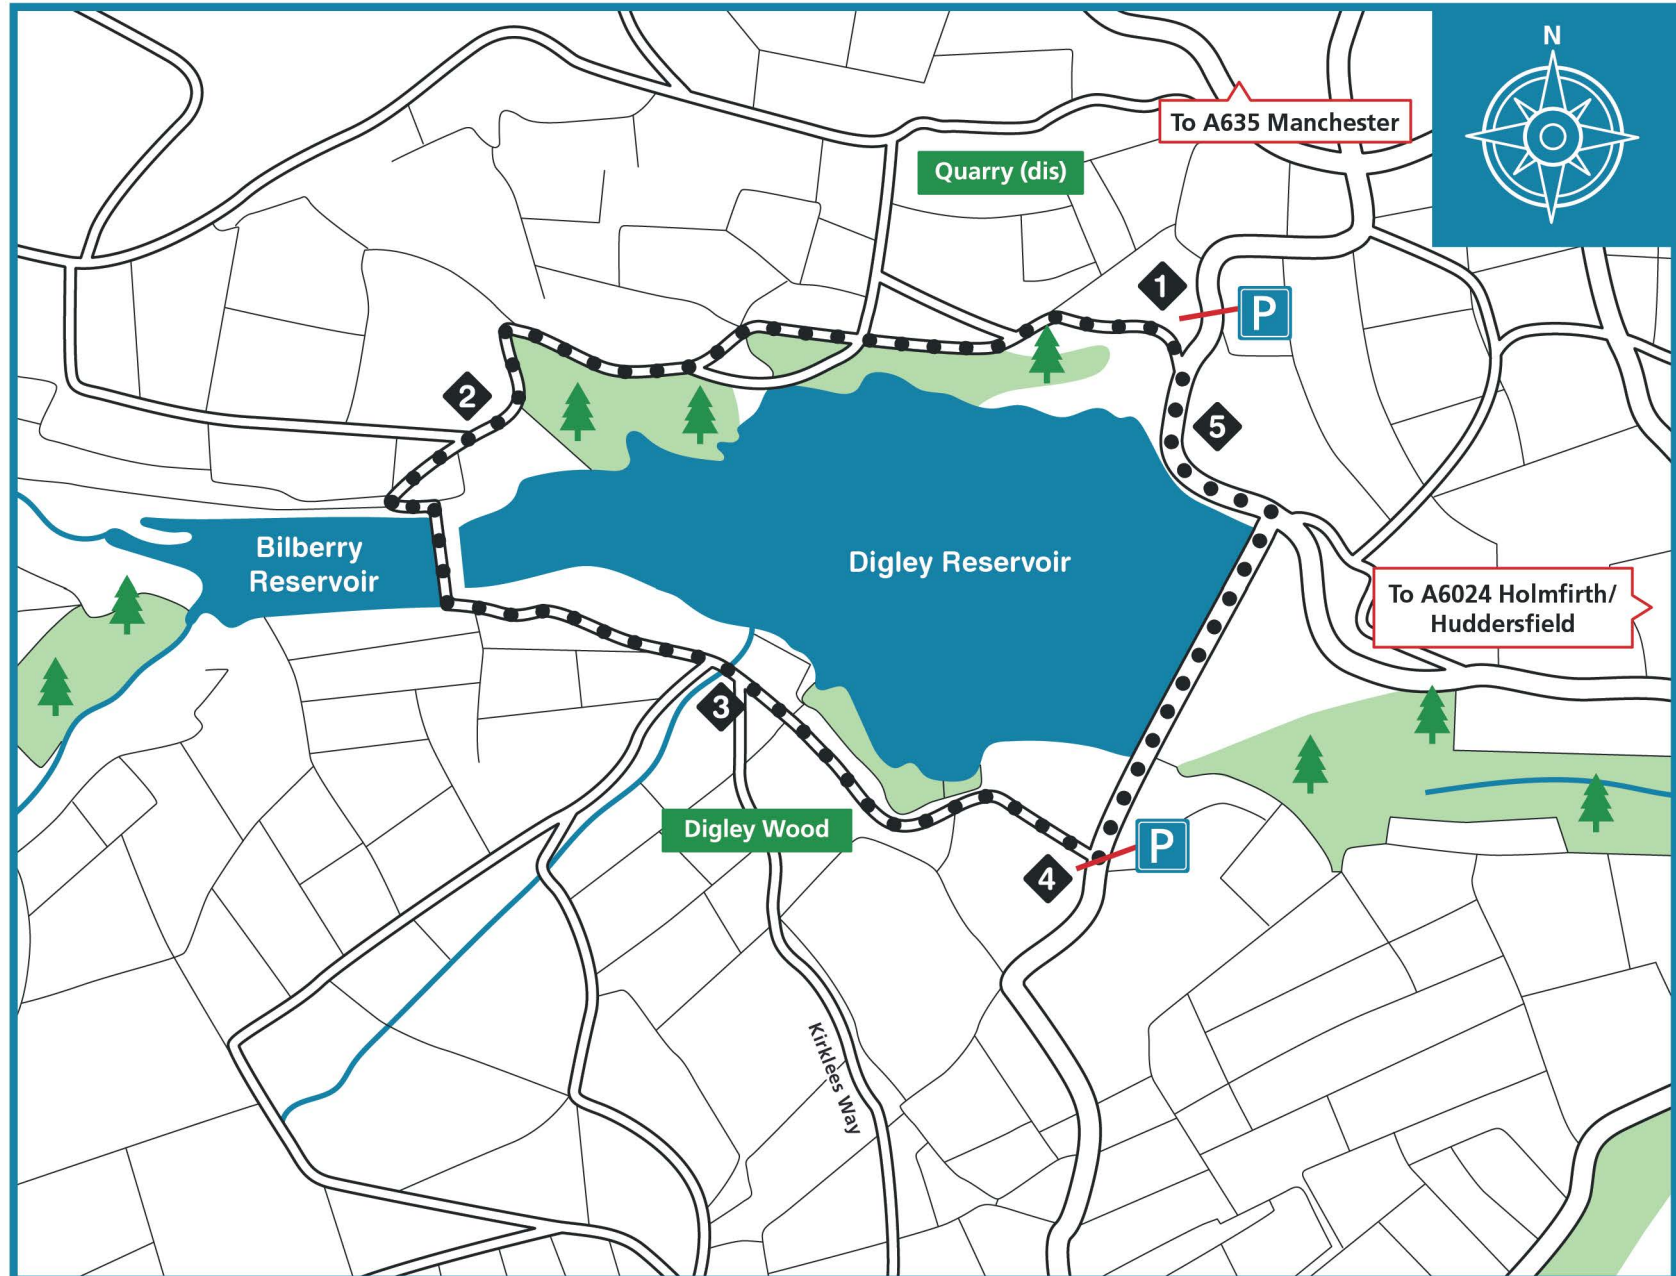 N
To A635 Manchester
Quarry (dis)
1
P
2
5
Bilberry
Reservoir
Digley Reservoir
To A6024 Holmfirth/
Huddersfield
3
Digley Wood
P
4
Kirklees Way